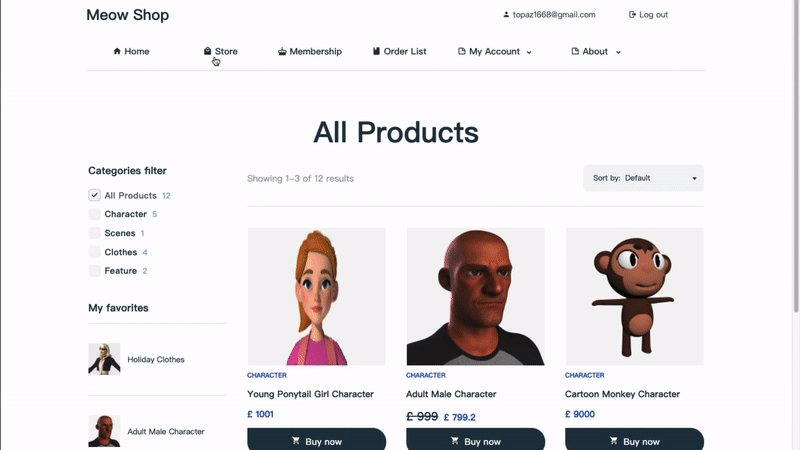 Meow Shop
topaz1668@gmail.com
Log out
Home
Store
Membership
Order List
My Account
About
All Products
Categories filter
All Products 12
Character 5
Scenes 1
Clothes 4
Feature 2
My favorites
Holiday Clothes
Adult Male Character
Showing 1–3 of 12 results
Sort by: Default
CHARACTER
Young Ponytail Girl Character
£ 1001
Buy now
CHARACTER
Adult Male Character
£ 999 £ 799.2
Buy now
CHARACTER
Cartoon Monkey Character
£ 9000
Buy now